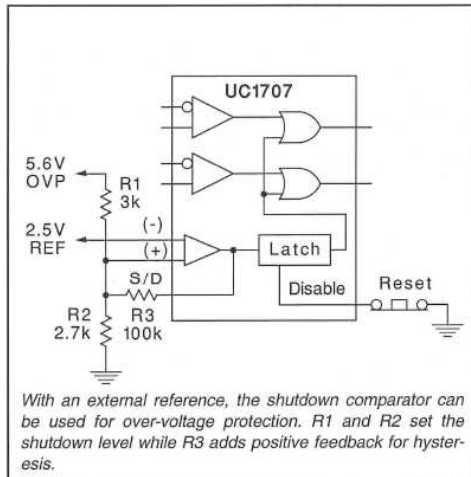 UC1707
5.6V
OVP
R1
3k
2.5V
REF
(-)
(+)
S/D
R3
100k
R2
2.7k
Latch
Disable
Reset
With an external reference, the shutdown comparator can
be used for over-voltage protection. R1 and R2 set the
shutdown level while R3 adds positive feedback for hyster-
esis.